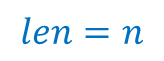 len = n